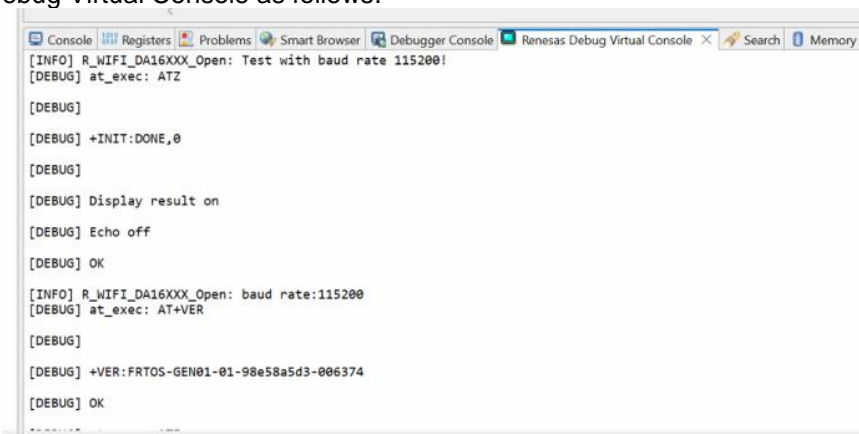 ebug Virtual Console as follows:
Console Registers Problems Smart Browser Debugger Console Renesas Debug Virtual Console Search Memory
[INFO] R_WIFI_DA16XXX_Open: Test with baud rate 115200!
[DEBUG] at_exec: ATZ
[DEBUG]
[DEBUG] +INIT:DONE,0
[DEBUG]
[DEBUG] Display result on
[DEBUG] Echo off
[DEBUG] OK
[INFO] R_WIFI_DA16XXX_Open: baud rate:115200
[DEBUG] at_exec: AT+VER
[DEBUG]
[DEBUG] +VER:FRTOS-GEN01-01-98e58a5d3-006374
[DEBUG] OK